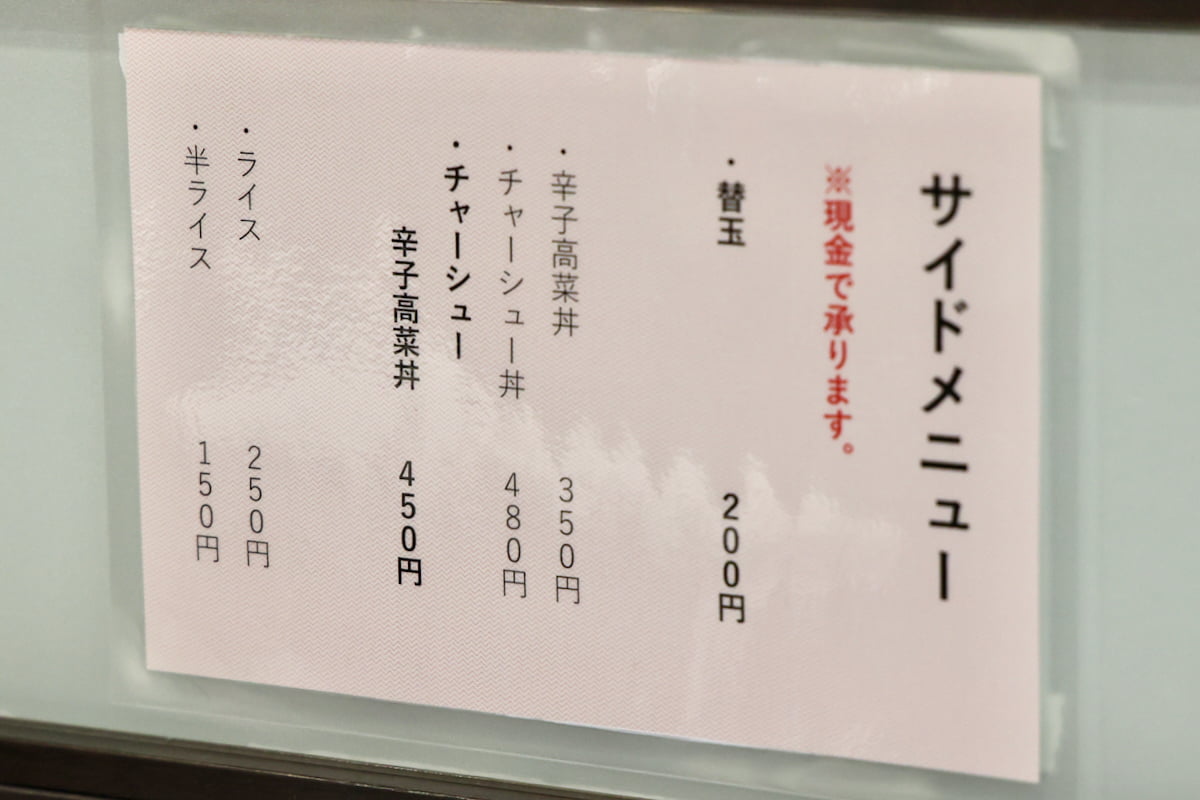 サイドメニュー
※現金で承ります。
・替玉 200円
・辛子高菜丼 350円
・チャーシュー丼 480円
・チャーシュー
辛子高菜丼 450円
・ライス 250円
・半ライス 150円